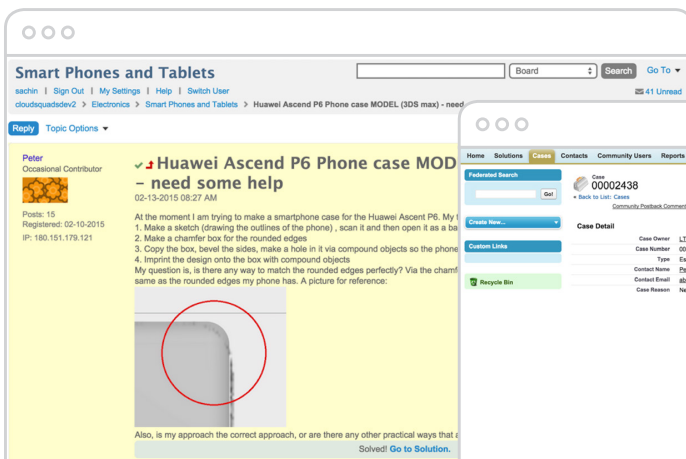 Smart Phones and Tablets
Board
Search
Go To
sachin | Sign Out | My Settings | Help | Switch User
41 Unread
cloudsquadsdev2 > Electronics > Smart Phones and Tablets > Huawei Ascend P6 Phone case MODEL (3DS max) - need
Reply
Topic Options
Peter
Occasional Contributor
Posts: 15
Registered: 02-10-2015
IP: 180.151.179.121
Huawei Ascend P6 Phone case MOD
– need some help
02-13-2015 08:27 AM
At the moment I am trying to make a smartphone case for the Huawei Ascent P6. My
1. Make a sketch (drawing the outlines of the phone) , scan it and then open it as a ba
2. Make a chamfer box for the rounded edges
3. Copy the box, bevel the sides, make a hole in it via compound objects so the phone
4. Imprint the design onto the box with compound objects
My question is, is there any way to match the rounded edges perfectly? Via the chamf
same as the rounded edges my phone has. A picture for reference:
Also, is my approach the correct approach, or are there any other practical ways that
Solved! Go to Solution.
Home Solutions Cases Contacts Community Users Reports
Federated Search
Go!
Create New...
Custom Links
Recycle Bin
Case
00002438
« Back to List: Cases
Community Postback Comment
Case Detail
Case Owner LT
Case Number 00
Type Es
Contact Name Pe
Contact Email ab
Case Reason Ne